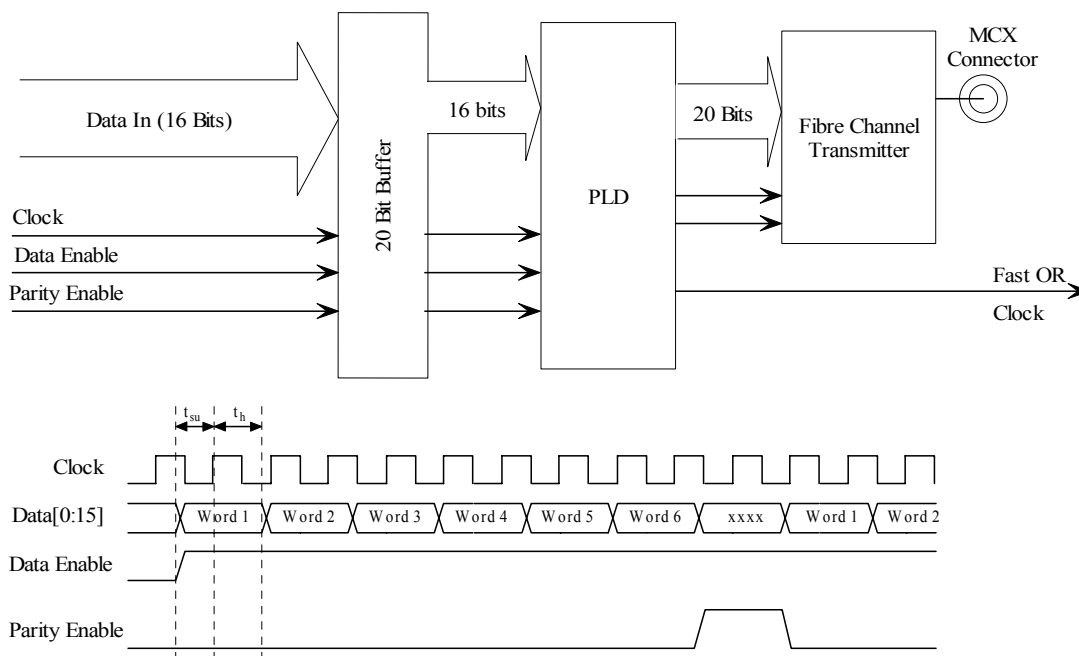 MCX
Connector
Data In (16 Bits)
16 bits
20 Bits
Fibre Channel
Transmitter
20 Bit Buffer
PLD
Clock
Data Enable
Parity Enable
Fast OR
Clock
tsu
th
Clock
Data[0:15]
Word 1
Word 2
Word 3
Word 4
Word 5
Word 6
xxxx
Word 1
Word 2
Data Enable
Parity Enable